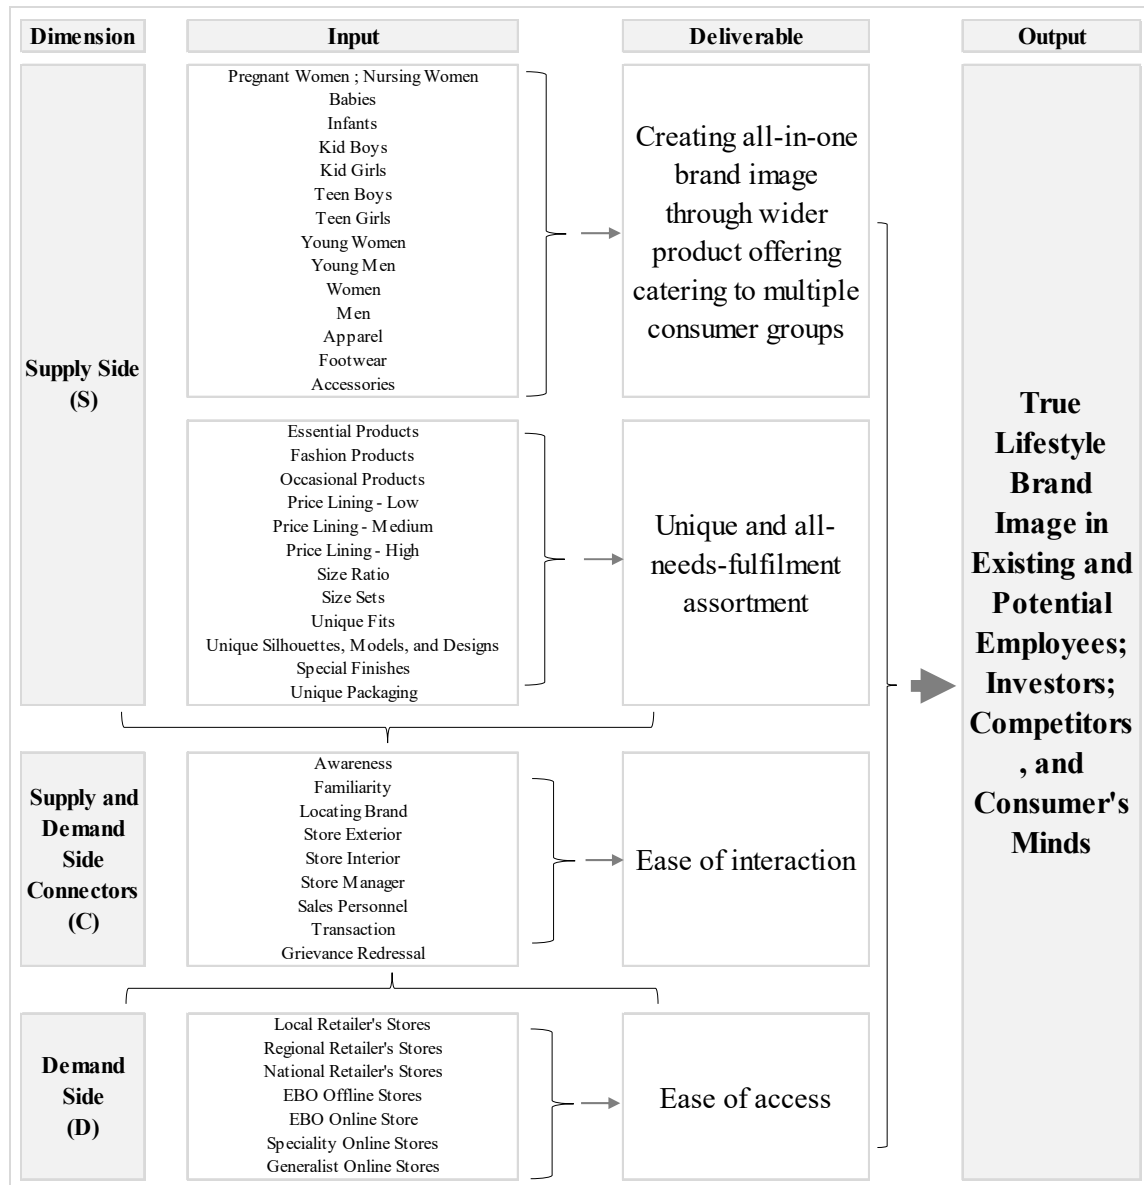 Dimension
Input
Deliverable
Output
Supply Side
(S)
Pregnant Women ; Nursing Women
Babies
Infants
Kid Boys
Kid Girls
Teen Boys
Teen Girls
Young Women
Young Men
Women
Men
Apparel
Footwear
Accessories
Creating all-in-one
brand image
through wider
product offering
catering to multiple
consumer groups
Essential Products
Fashion Products
Occasional Products
Price Lining - Low
Price Lining - Medium
Price Lining - High
Size Ratio
Size Sets
Unique Fits
Unique Silhouettes, Models, and Designs
Special Finishes
Unique Packaging
Unique and all-
needs-fulfilment
assortment
Supply and
Demand
Side
Connectors
(C)
Awareness
Familiarity
Locating Brand
Store Exterior
Store Interior
Store Manager
Sales Personnel
Transaction
Grievance Redressal
Ease of interaction
Demand
Side
(D)
Local Retailer's Stores
Regional Retailer's Stores
National Retailer's Stores
EBO Offline Stores
EBO Online Store
Speciality Online Stores
Generalist Online Stores
Ease of access
True
Lifestyle
Brand
Image in
Existing and
Potential
Employees;
Investors;
Competitors
, and
Consumer's
Minds